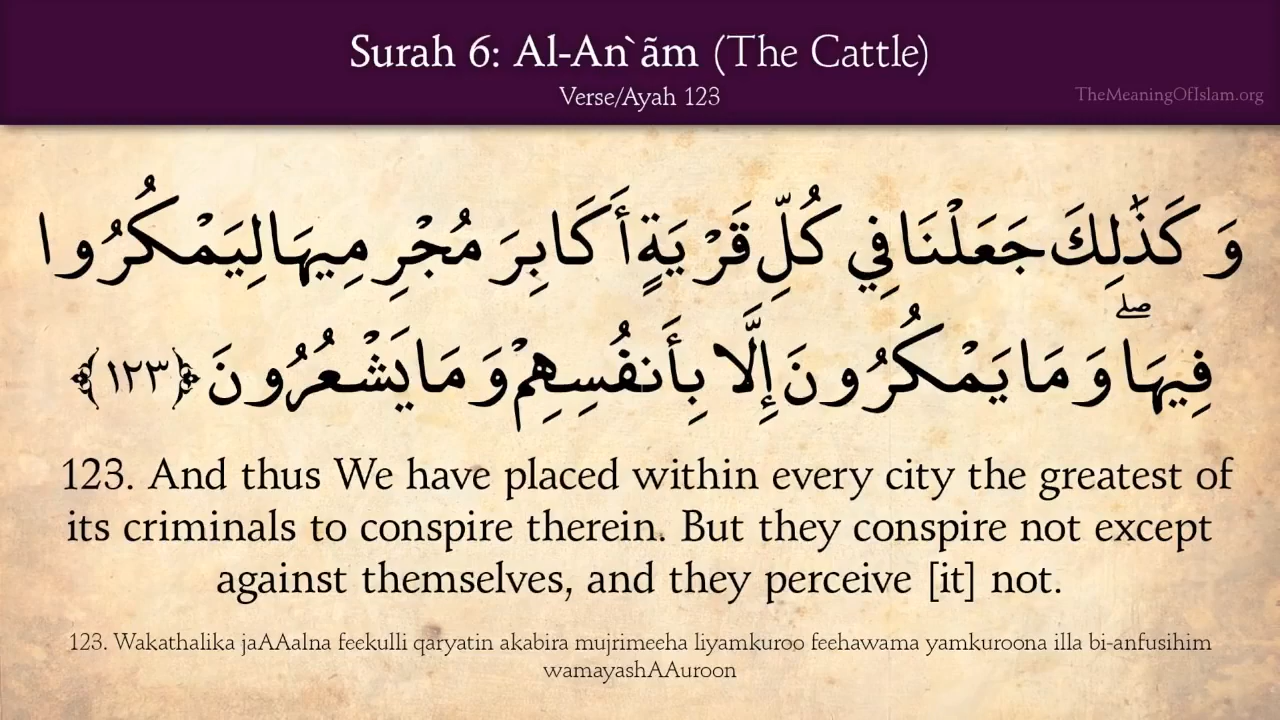 Surah 6: Al-An`ãm (The Cattle)
Verse/Ayah 123
TheMeaningOfIslam.org
وَكَذَٰلِكَ جَعَلْنَا فِي كُلِّ قَرْيَةٍ أَكَابِرَ مُجْرِمِيهَا لِيَمْكُرُوا
فِيهَا ۖ وَمَا يَمْكُرُونَ إِلَّا بِأَنفُسِهِمْ وَمَا يَشْعُرُونَ ﴿١٢٣﴾
123. And thus We have placed within every city the greatest of
its criminals to conspire therein. But they conspire not except
against themselves, and they perceive [it] not.
123. Wakathalika jaAAalna feekulli qaryatin akabira mujrimeeha liyamkuroo feehawama yamkuroona illa bi-anfusihim
wamayashAAuroon